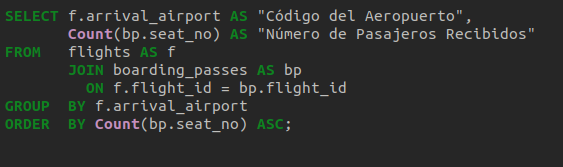 SELECT f.arrival_airport AS "Código del Aeropuerto",
       Count(bp.seat_no) AS "Número de Pasajeros Recibidos"
FROM   flights AS f
       JOIN boarding_passes AS bp
         ON f.flight_id = bp.flight_id
GROUP  BY f.arrival_airport
ORDER  BY Count(bp.seat_no) ASC;